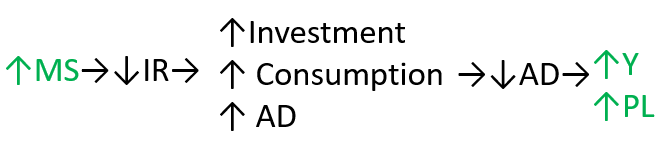 ↑Investment
↑MS→↓IR→ ↑ Consumption →↓AD→ ↑Y
↑ AD ↑PL